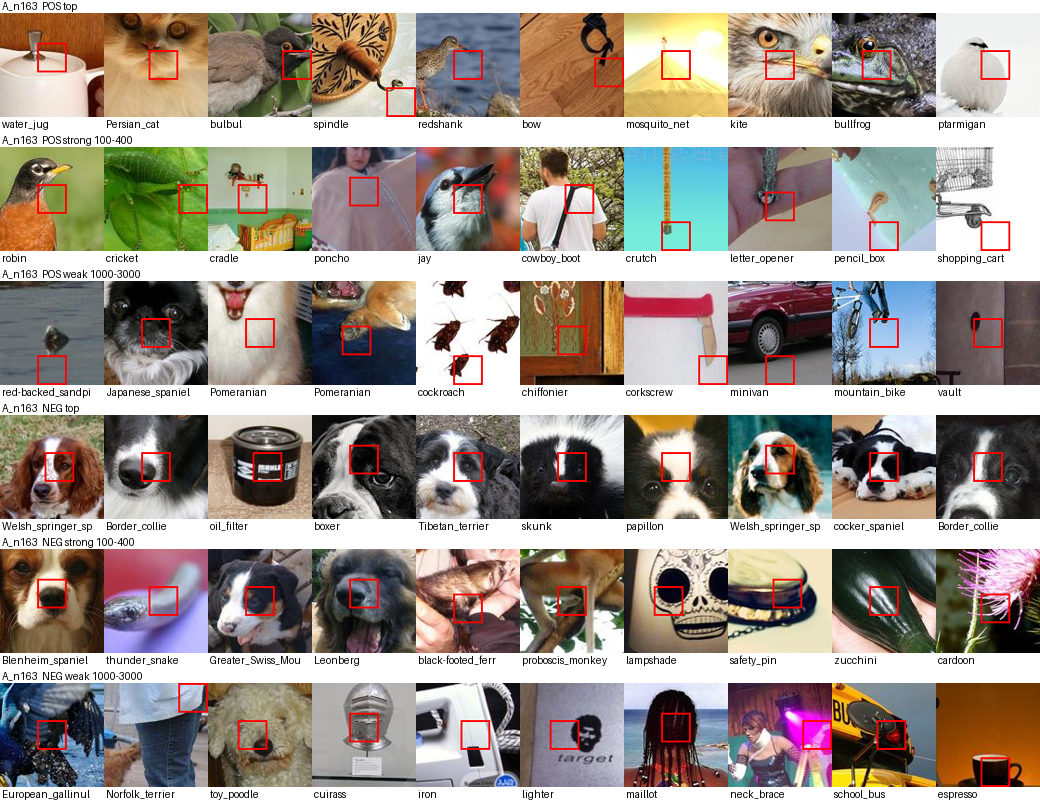 A_n163 POS top
water_jug Persian_cat bulbul spindle redshank bow mosquito_net kite bullfrog ptarmigan
A_n163 POS strong 100-400
robin cricket cradle poncho jay cowboy_boot crutch letter_opener pencil_box shopping_cart
A_n163 POS weak 1000-3000
red-backed_sandpi Japanese_spaniel Pomeranian Pomeranian cockroach chiffonier corkscrew minivan mountain_bike vault
A_n163 NEG top
MAHLE
Welsh_springer_sp Border_collie oil_filter boxer Tibetan_terrier skunk papillon Welsh_springer_sp cocker_spaniel Border_collie
A_n163 NEG strong 100-400
Blenheim_spaniel thunder_snake Greater_Swiss_Mou Leonberg black-footed_ferr proboscis_monkey lampshade safety_pin zucchini cardoon
A_n163 NEG weak 1000-3000
BU
target
European_gallinul Norfolk_terrier toy_poodle cuirass iron lighter maillot neck_brace school_bus espresso